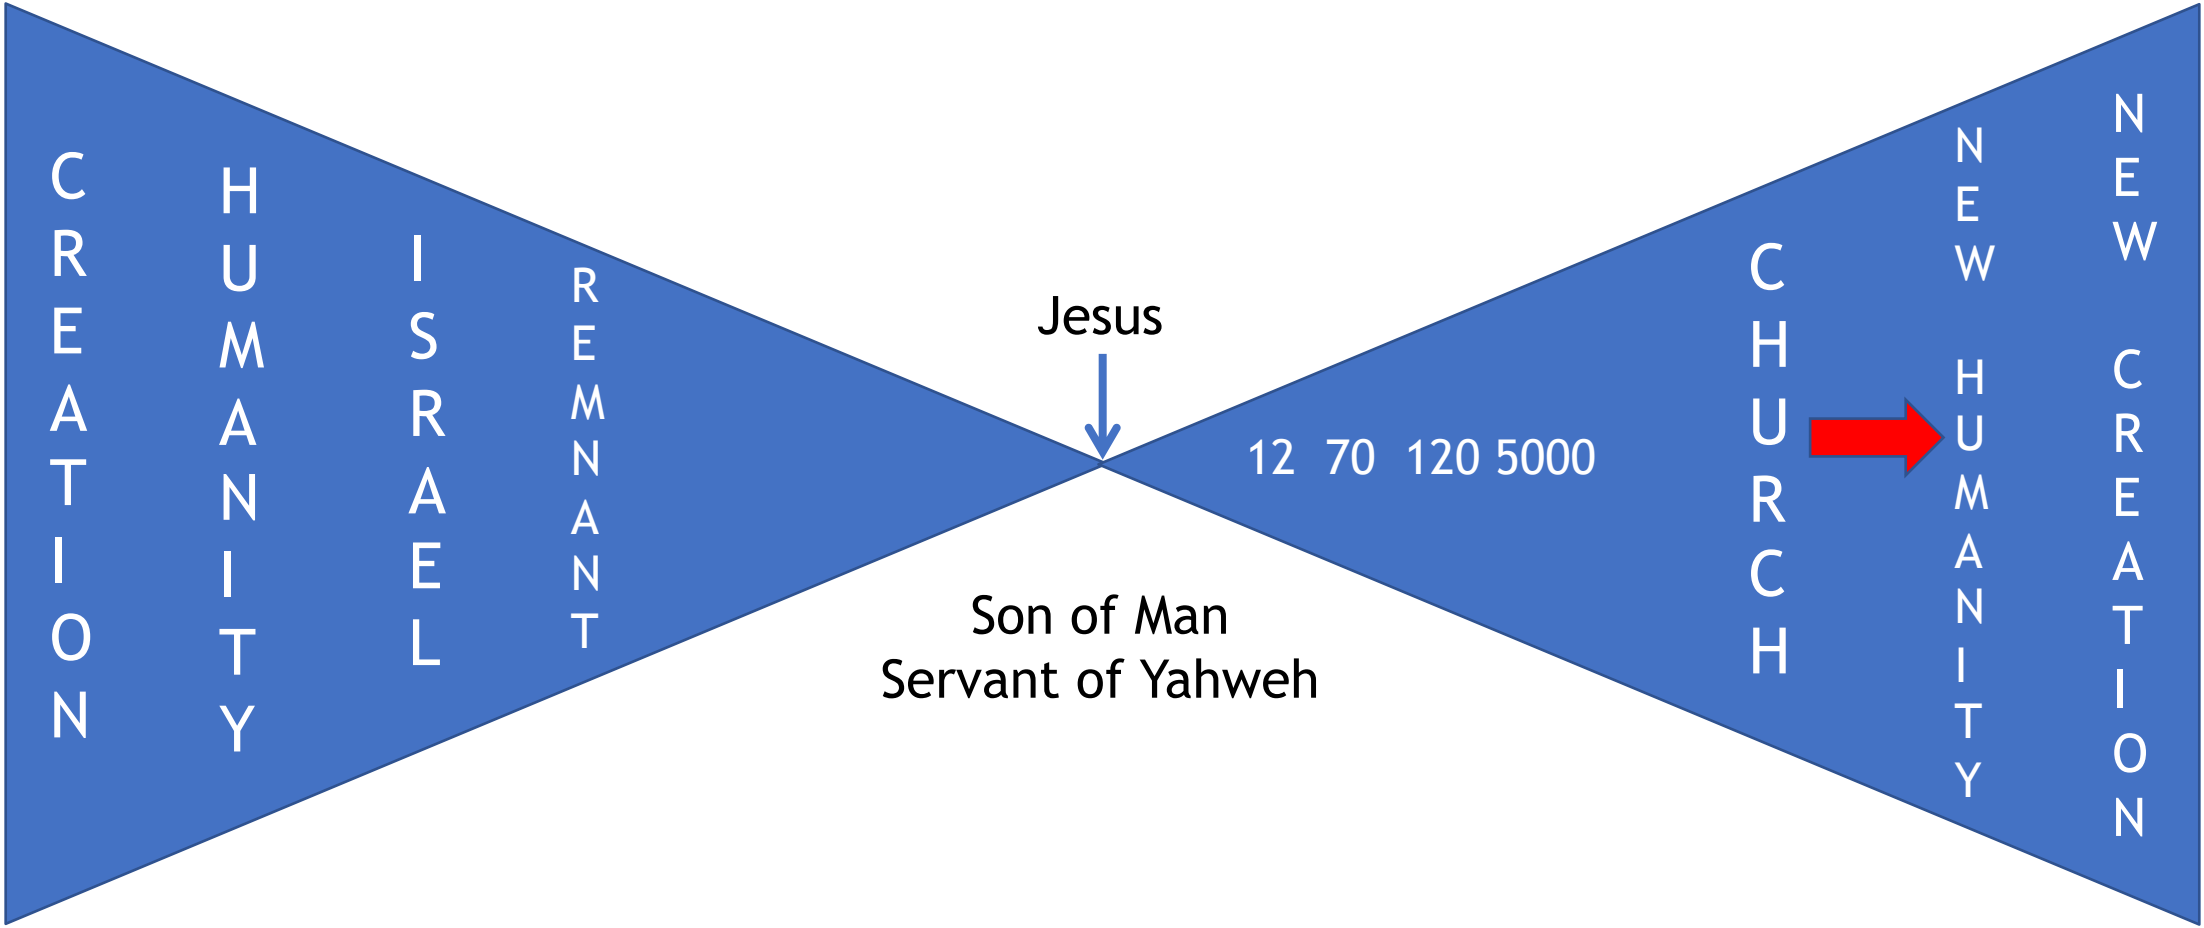 CREATION
HUMANITY
ISRAEL
REMNANT
Jesus
Son of Man
Servant of Yahweh
12 70 120 5000
CHURCH
NEW HUMANITY
NEW CREATION